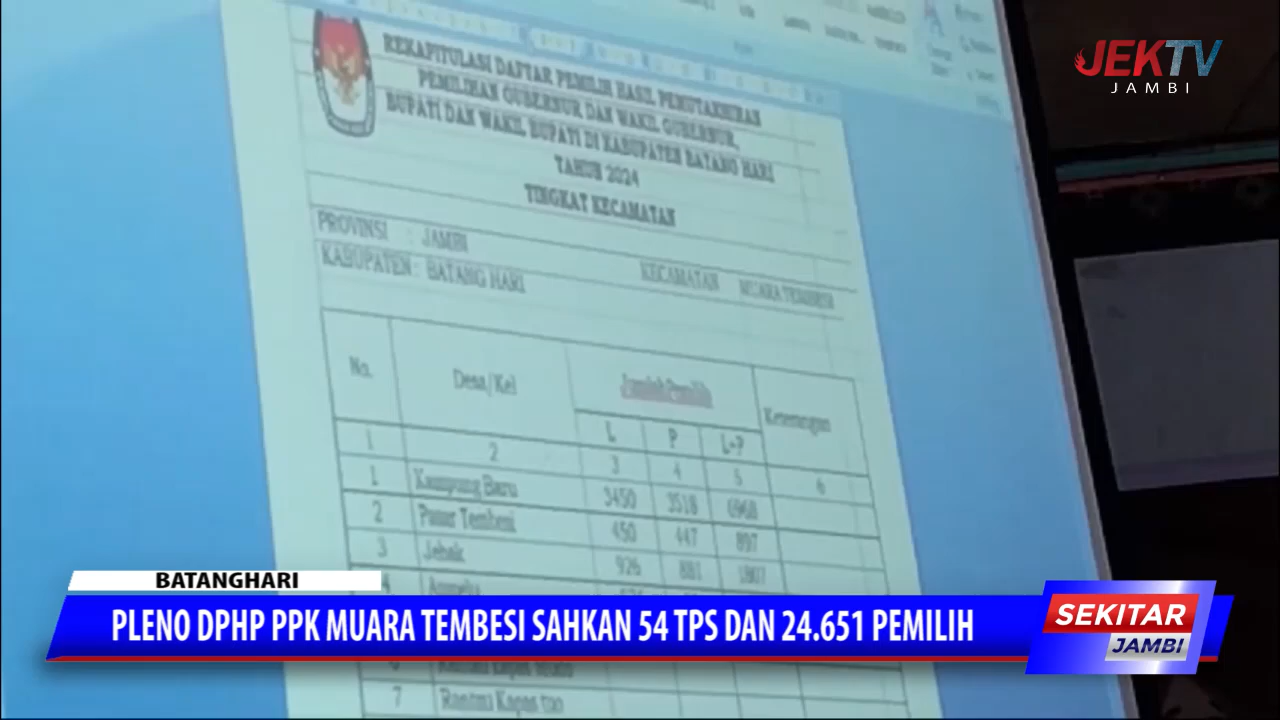 JEKTV
JAMBI
REKAPITULASI DAFTAR PEMILIH HASIL PEMUTAKHIRAN
PEMILIHAN GUBERNUR DAN WAKIL GUBERNUR,
BUPATI DAN WAKIL BUPATI DI KABUPATEN BATANG HARI
TAHUN 2024
TINGKAT KECAMATAN
PROVINSI : JAMBI
KABUPATEN : BATANG HARI KECAMATAN MUARA TEMBESI
No. Desa/Kel Jumlah Pemilih Keterangan
L P L+P
1 2 3 4 5 6
1 Kampung Baru 3450 3518 6968
2 Pasar Tembesi 450 447 897
3 Jebak 926 881 1807
7 Rantau Kapas tuo
BATANGHARI
PLENO DPHP PPK MUARA TEMBESI SAHKAN 54 TPS DAN 24.651 PEMILIH
SEKITAR
JAMBI